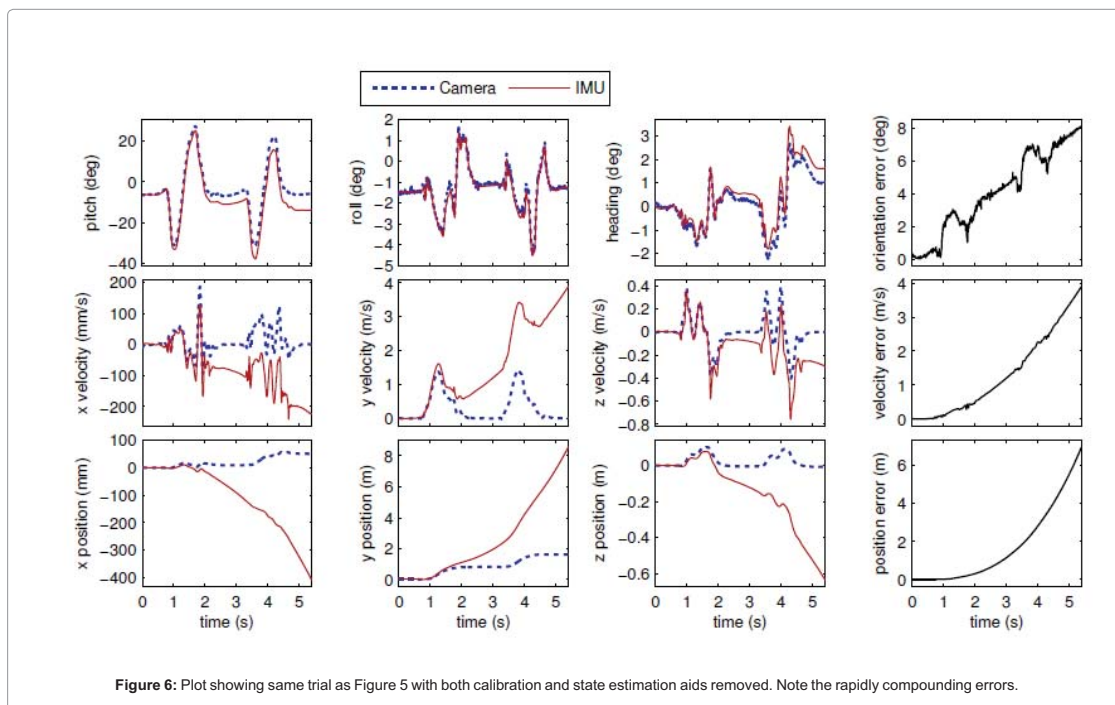 Camera
IMU
pitch (deg)
20
0
−20
−40
roll (deg)
2
1
0
−1
−2
−3
−4
−5
heading (deg)
3
2
1
0
−1
−2
orientation error (deg)
8
6
4
2
0
x velocity (mm/s)
200
100
0
−100
−200
y velocity (m/s)
4
3
2
1
0
z velocity (m/s)
0.4
0.2
0
−0.2
−0.4
−0.6
−0.8
velocity error (m/s)
4
3
2
1
0
x position (mm)
100
0
−100
−200
−300
−400
0 1 2 3 4 5
time (s)
y position (m)
8
6
4
2
0
0 1 2 3 4 5
time (s)
z position (m)
0
−0.2
−0.4
−0.6
0 1 2 3 4 5
time (s)
position error (m)
6
4
2
0
0 1 2 3 4 5
time (s)
Figure 6: Plot showing same trial as Figure 5 with both calibration and state estimation aids removed. Note the rapidly compounding errors.